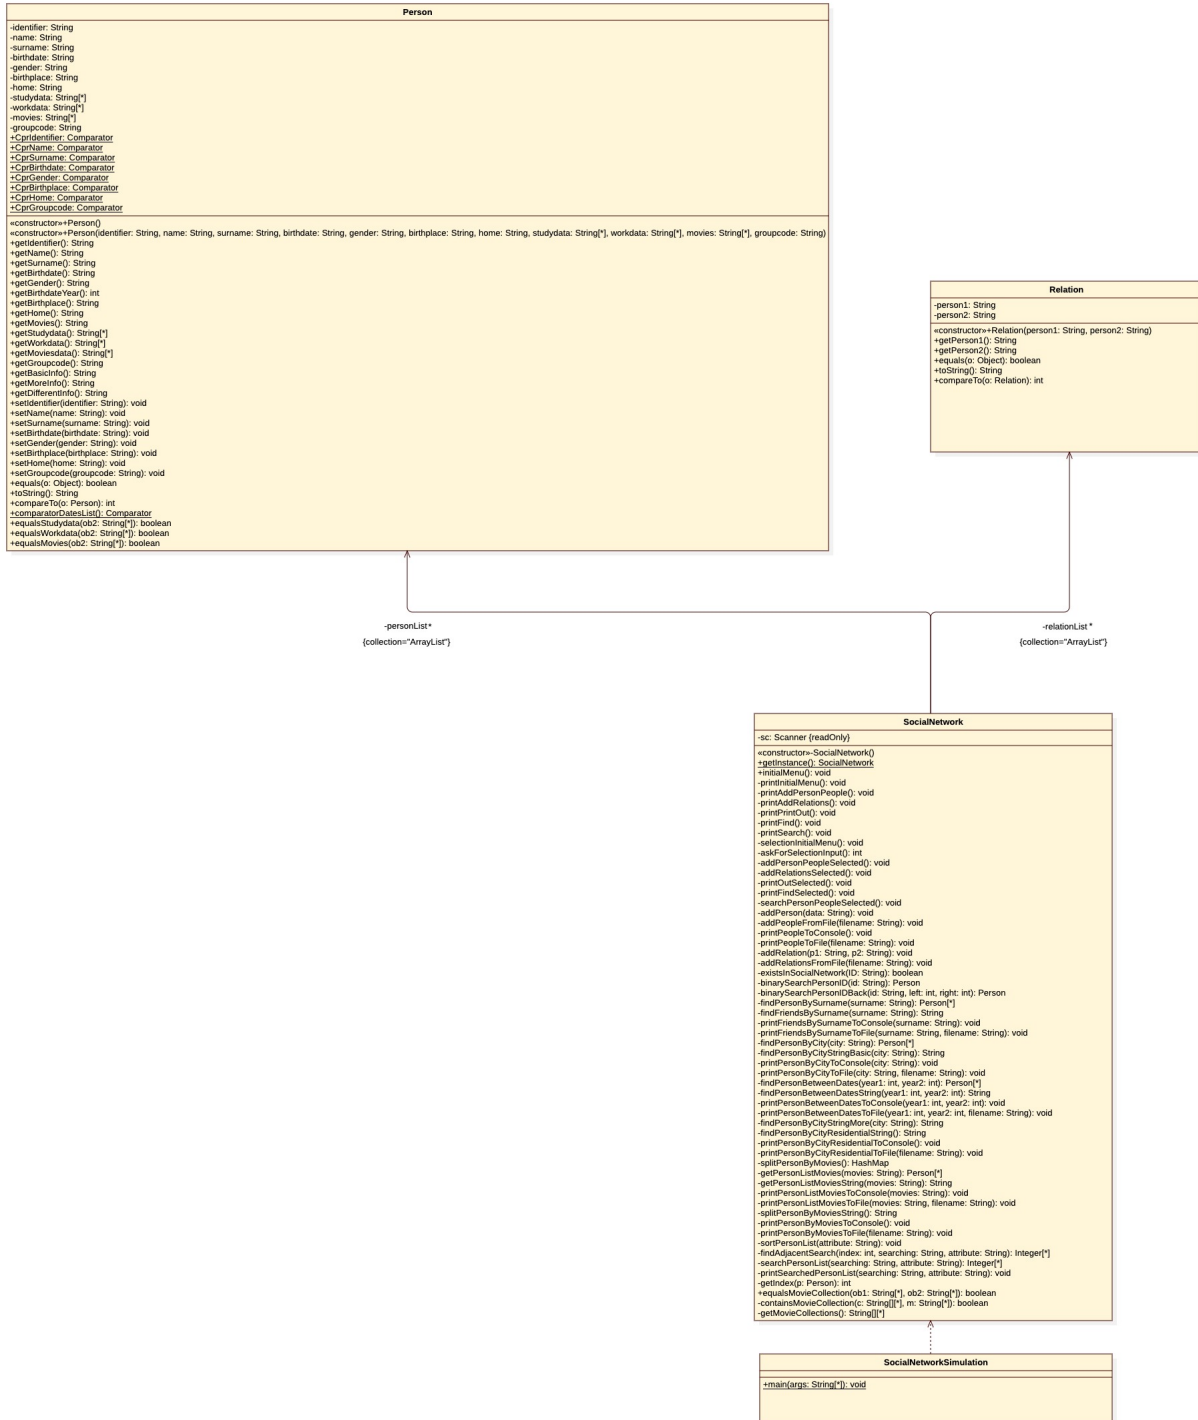 Person
-identifier: String
-name: String
-surname: String
-birthdate: String
-gender: String
-birthplace: String
-home: String
-studydata: String[*]
-workdata: String[*]
-movies: String[*]
-groupcode: String
+CprIdentifier: Comparator
+CprName: Comparator
+CprSurname: Comparator
+CprBirthdate: Comparator
+CprGender: Comparator
+CprBirthplace: Comparator
+CprHome: Comparator
+CprGroupcode: Comparator
«constructor»+Person()
«constructor»+Person(identifier: String, name: String, surname: String, birthdate: String, gender: String, birthplace: String, home: String, studydata: String[*], workdata: String[*], movies: String[*], groupcode: String)
+getIdentifier(): String
+getName(): String
+getSurname(): String
+getBirthdate(): String
+getGender(): String
+getBirthdateYear(): int
+getBirthplace(): String
+getHome(): String
+getMovies(): String
+getStudydata(): String[*]
+getWorkdata(): String[*]
+getMoviesdata(): String[*]
+getGroupcode(): String
+getBasicInfo(): String
+getMoreInfo(): String
+getDifferentInfo(): String
+setIdentifier(identifier: String): void
+setName(name: String): void
+setSurname(surname: String): void
+setBirthdate(birthdate: String): void
+setGender(gender: String): void
+setBirthplace(birthplace: String): void
+setHome(home: String): void
+setGroupcode(groupcode: String): void
+equals(o: Object): boolean
+toString(): String
+compareTo(o: Person): int
+comparatorDatesList(): Comparator
+equalsStudydata(ob2: String[*]): boolean
+equalsWorkdata(ob2: String[*]): boolean
+equalsMovies(ob2: String[*]): boolean
Relation
-person1: String
-person2: String
«constructor»+Relation(person1: String, person2: String)
+getPerson1(): String
+getPerson2(): String
+equals(o: Object): boolean
+toString(): String
+compareTo(o: Relation): int
-personList*
{collection="ArrayList"}
-relationList*
{collection="ArrayList"}
SocialNetwork
-sc: Scanner {readOnly}
«constructor»-SocialNetwork()
+getInstance(): SocialNetwork
+initialMenu(): void
-printInitialMenu(): void
-printAddPersonPeople(): void
-printAddRelations(): void
-printPrintOut(): void
-printFind(): void
-printSearch(): void
-selectionInitialMenu(): void
-askForSelectionInput(): int
-addPersonPeopleSelected(): void
-addRelationsSelected(): void
-printOutSelected(): void
-printFindSelected(): void
-searchPersonPeopleSelected(): void
-addPerson(data: String): void
-addPeopleFromFile(filename: String): void
-printPeopleToConsole(): void
-printPeopleToFile(filename: String): void
-addRelation(p1: String, p2: String): void
-addRelationsFromFile(filename: String): void
-existsInSocialNetwork(ID: String): boolean
-binarySearchPersonID(id: String): Person
-binarySearchPersonIDBack(id: String, left: int, right: int): Person
-findPersonBySurname(surname: String): Person[*]
-findFriendsBySurname(surname: String): String
-printFriendsBySurnameToConsole(surname: String): void
-printFriendsBySurnameToFile(surname: String, filename: String): void
-findPersonByCity(city: String): Person[*]
-findPersonByCityStringBasic(city: String): String
-printPersonByCityToConsole(city: String): void
-printPersonByCityToFile(city: String, filename: String): void
-findPersonBetweenDates(year1: int, year2: int): Person[*]
-findPersonBetweenDatesString(year1: int, year2: int): String
-printPersonBetweenDatesToConsole(year1: int, year2: int): void
-printPersonBetweenDatesToFile(year1: int, year2: int, filename: String): void
-findPersonByCityStringMore(city: String): String
-findPersonByCityResidentialString(): String
-printPersonByCityResidentialToConsole(): void
-printPersonByCityResidentialToFile(filename: String): void
-splitPersonByMovies(): HashMap
-getPersonListMovies(movies: String): Person[*]
-getPersonListMoviesString(movies: String): String
-printPersonListMoviesToConsole(movies: String): void
-printPersonListMoviesToFile(movies: String, filename: String): void
-splitPersonByMoviesString(): String
-printPersonByMoviesToConsole(): void
-printPersonByMoviesToFile(filename: String): void
-sortPersonList(attribute: String): void
-findAdjacentSearch(index: int, searching: String, attribute: String): Integer[*]
-searchPersonList(searching: String, attribute: String): Integer[*]
-printSearchedPersonList(searching: String, attribute: String): void
-getIndex(p: Person): int
+equalsMovieCollection(ob1: String[*], ob2: String[*]): boolean
-containsMovieCollection(c: String[][*], m: String[*]): boolean
-getMovieCollections(): String[][*]
SocialNetworkSimulation
+main(args: String[*]): void